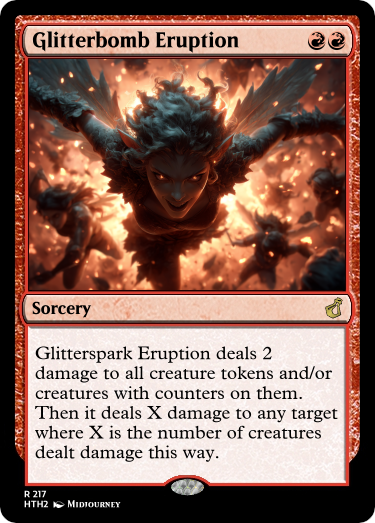 Glitterbomb Eruption
Sorcery
Glitterspark Eruption deals 2
damage to all creature tokens and/or
creatures with counters on them.
Then it deals X damage to any target
where X is the number of creatures
dealt damage this way.
R 217
HTH2 Midjourney